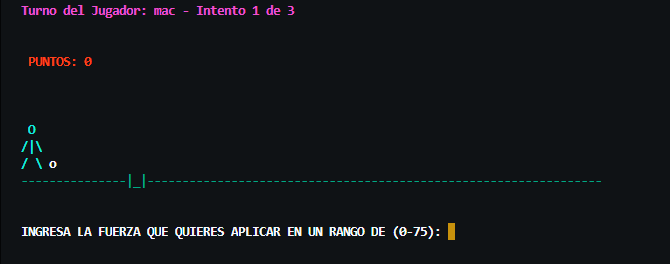 Turno del Jugador: mac - Intento 1 de 3
PUNTOS: 0
O
/|\
/ \ o
---------------|_|-----------------------------------------------------------------
INGRESA LA FUERZA QUE QUIERES APLICAR EN UN RANGO DE (0-75):